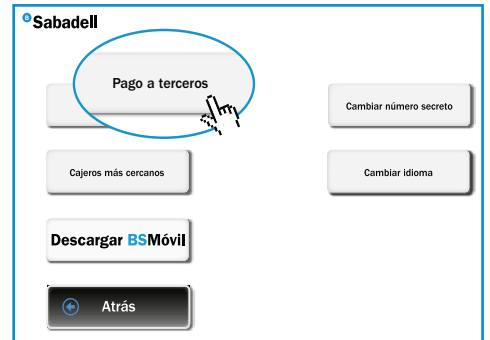 Sabadell
Pago a terceros
Cambiar número secreto
Cajeros más cercanos
Cambiar idioma
Descargar BSMóvil
Atrás